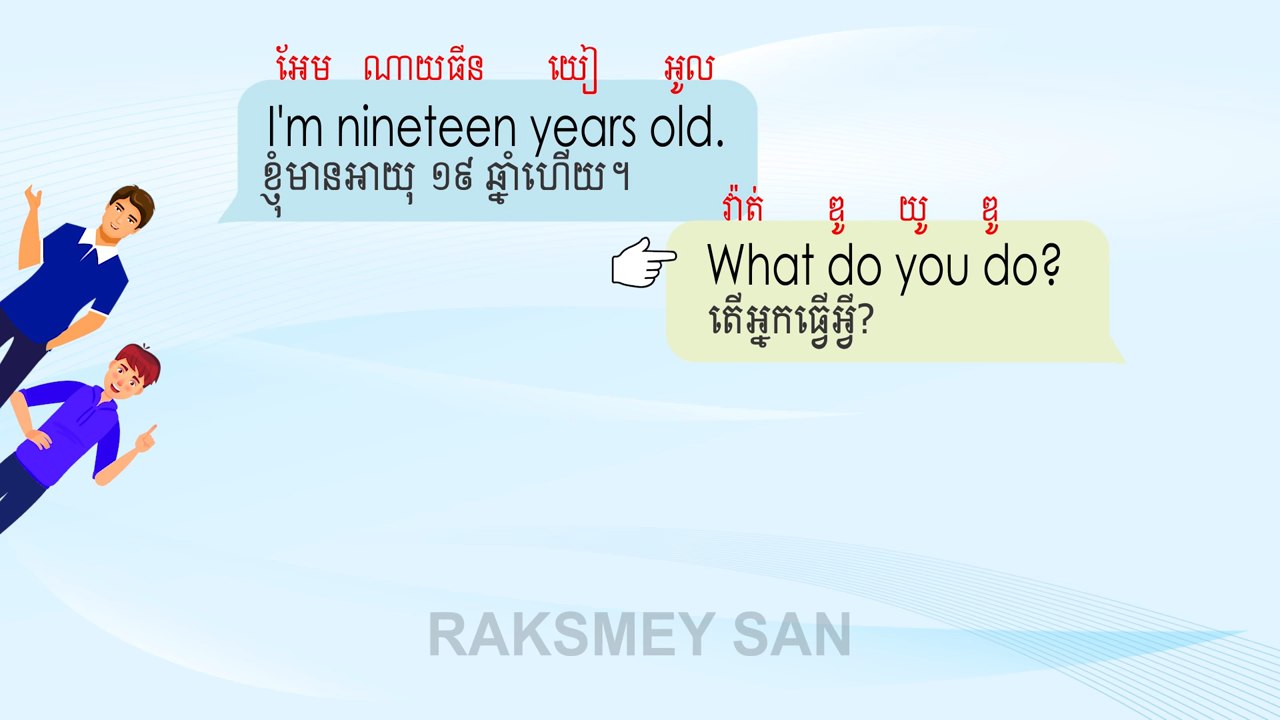 អែម ណាយធីន យៀ អូល
I'm nineteen years old.
ខ្ញុំមានអាយុ ១៩ ឆ្នាំហើយ។
វ៉ាត់ ឌូ យូ ឌូ
What do you do?
តើអ្នកធ្វើអ្វី?
RAKSMEY SAN